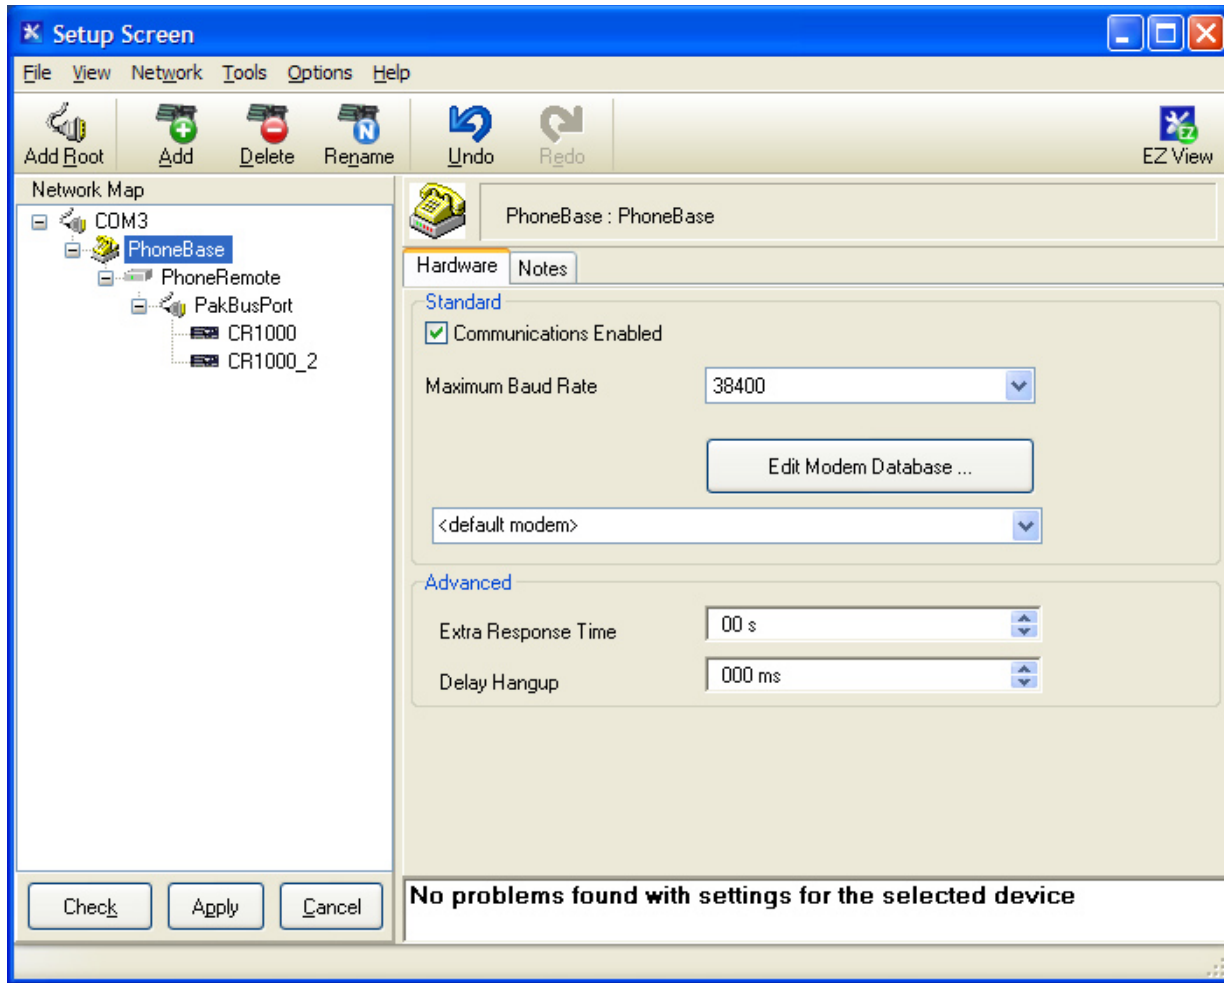 Setup Screen
File View Network Tools Options Help
Add Root Add Delete Rename Undo Redo EZ View
Network Map
COM3
PhoneBase
PhoneRemote
PakBusPort
CR1000
CR1000_2
PhoneBase : PhoneBase
Hardware Notes
Standard
Communications Enabled
Maximum Baud Rate 38400
Edit Modem Database ...
<default modem>
Advanced
Extra Response Time 00 s
Delay Hangup 000 ms
Check Apply Cancel
No problems found with settings for the selected device